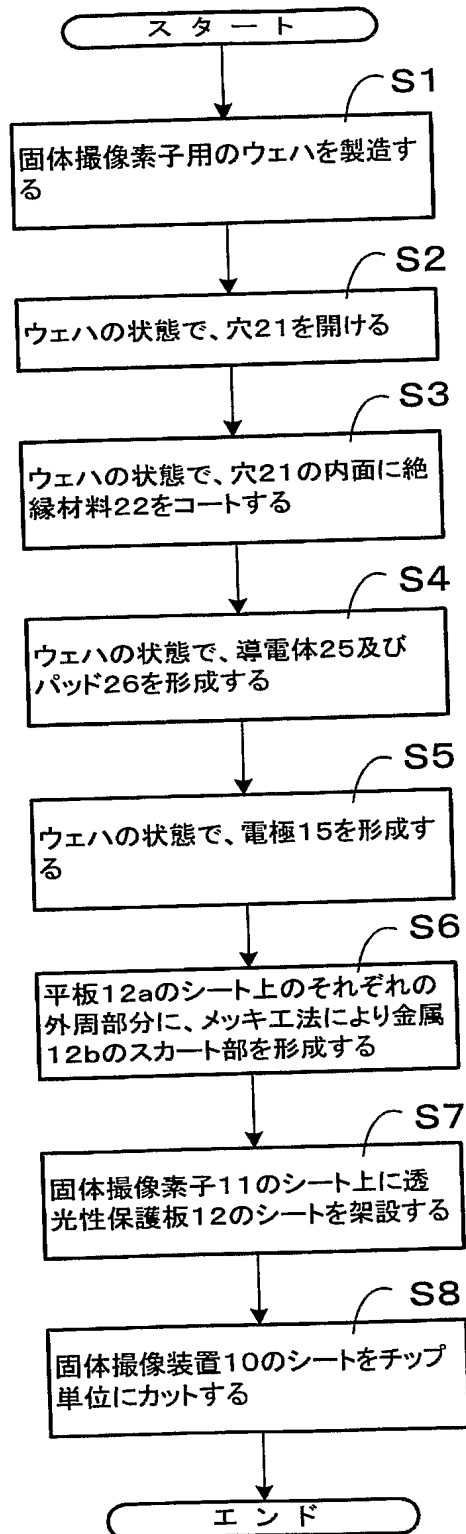 スタート
S1
固体撮像素子用のウェハを製造す
る
S2
ウェハの状態で、穴21を開ける
S3
ウェハの状態で、穴21の内面に絶
縁材料22をコートする
S4
ウェハの状態で、導電体25及び
パッド26を形成する
S5
ウェハの状態で、電極15を形成す
る
S6
平板12aのシート上のそれぞれの
外周部分に、メッキ工法により金属
12bのスカート部を形成する
S7
固体撮像素子11のシート上に透
光性保護板12のシートを架設する
S8
固体撮像装置10のシートをチップ
単位にカットする
エンド